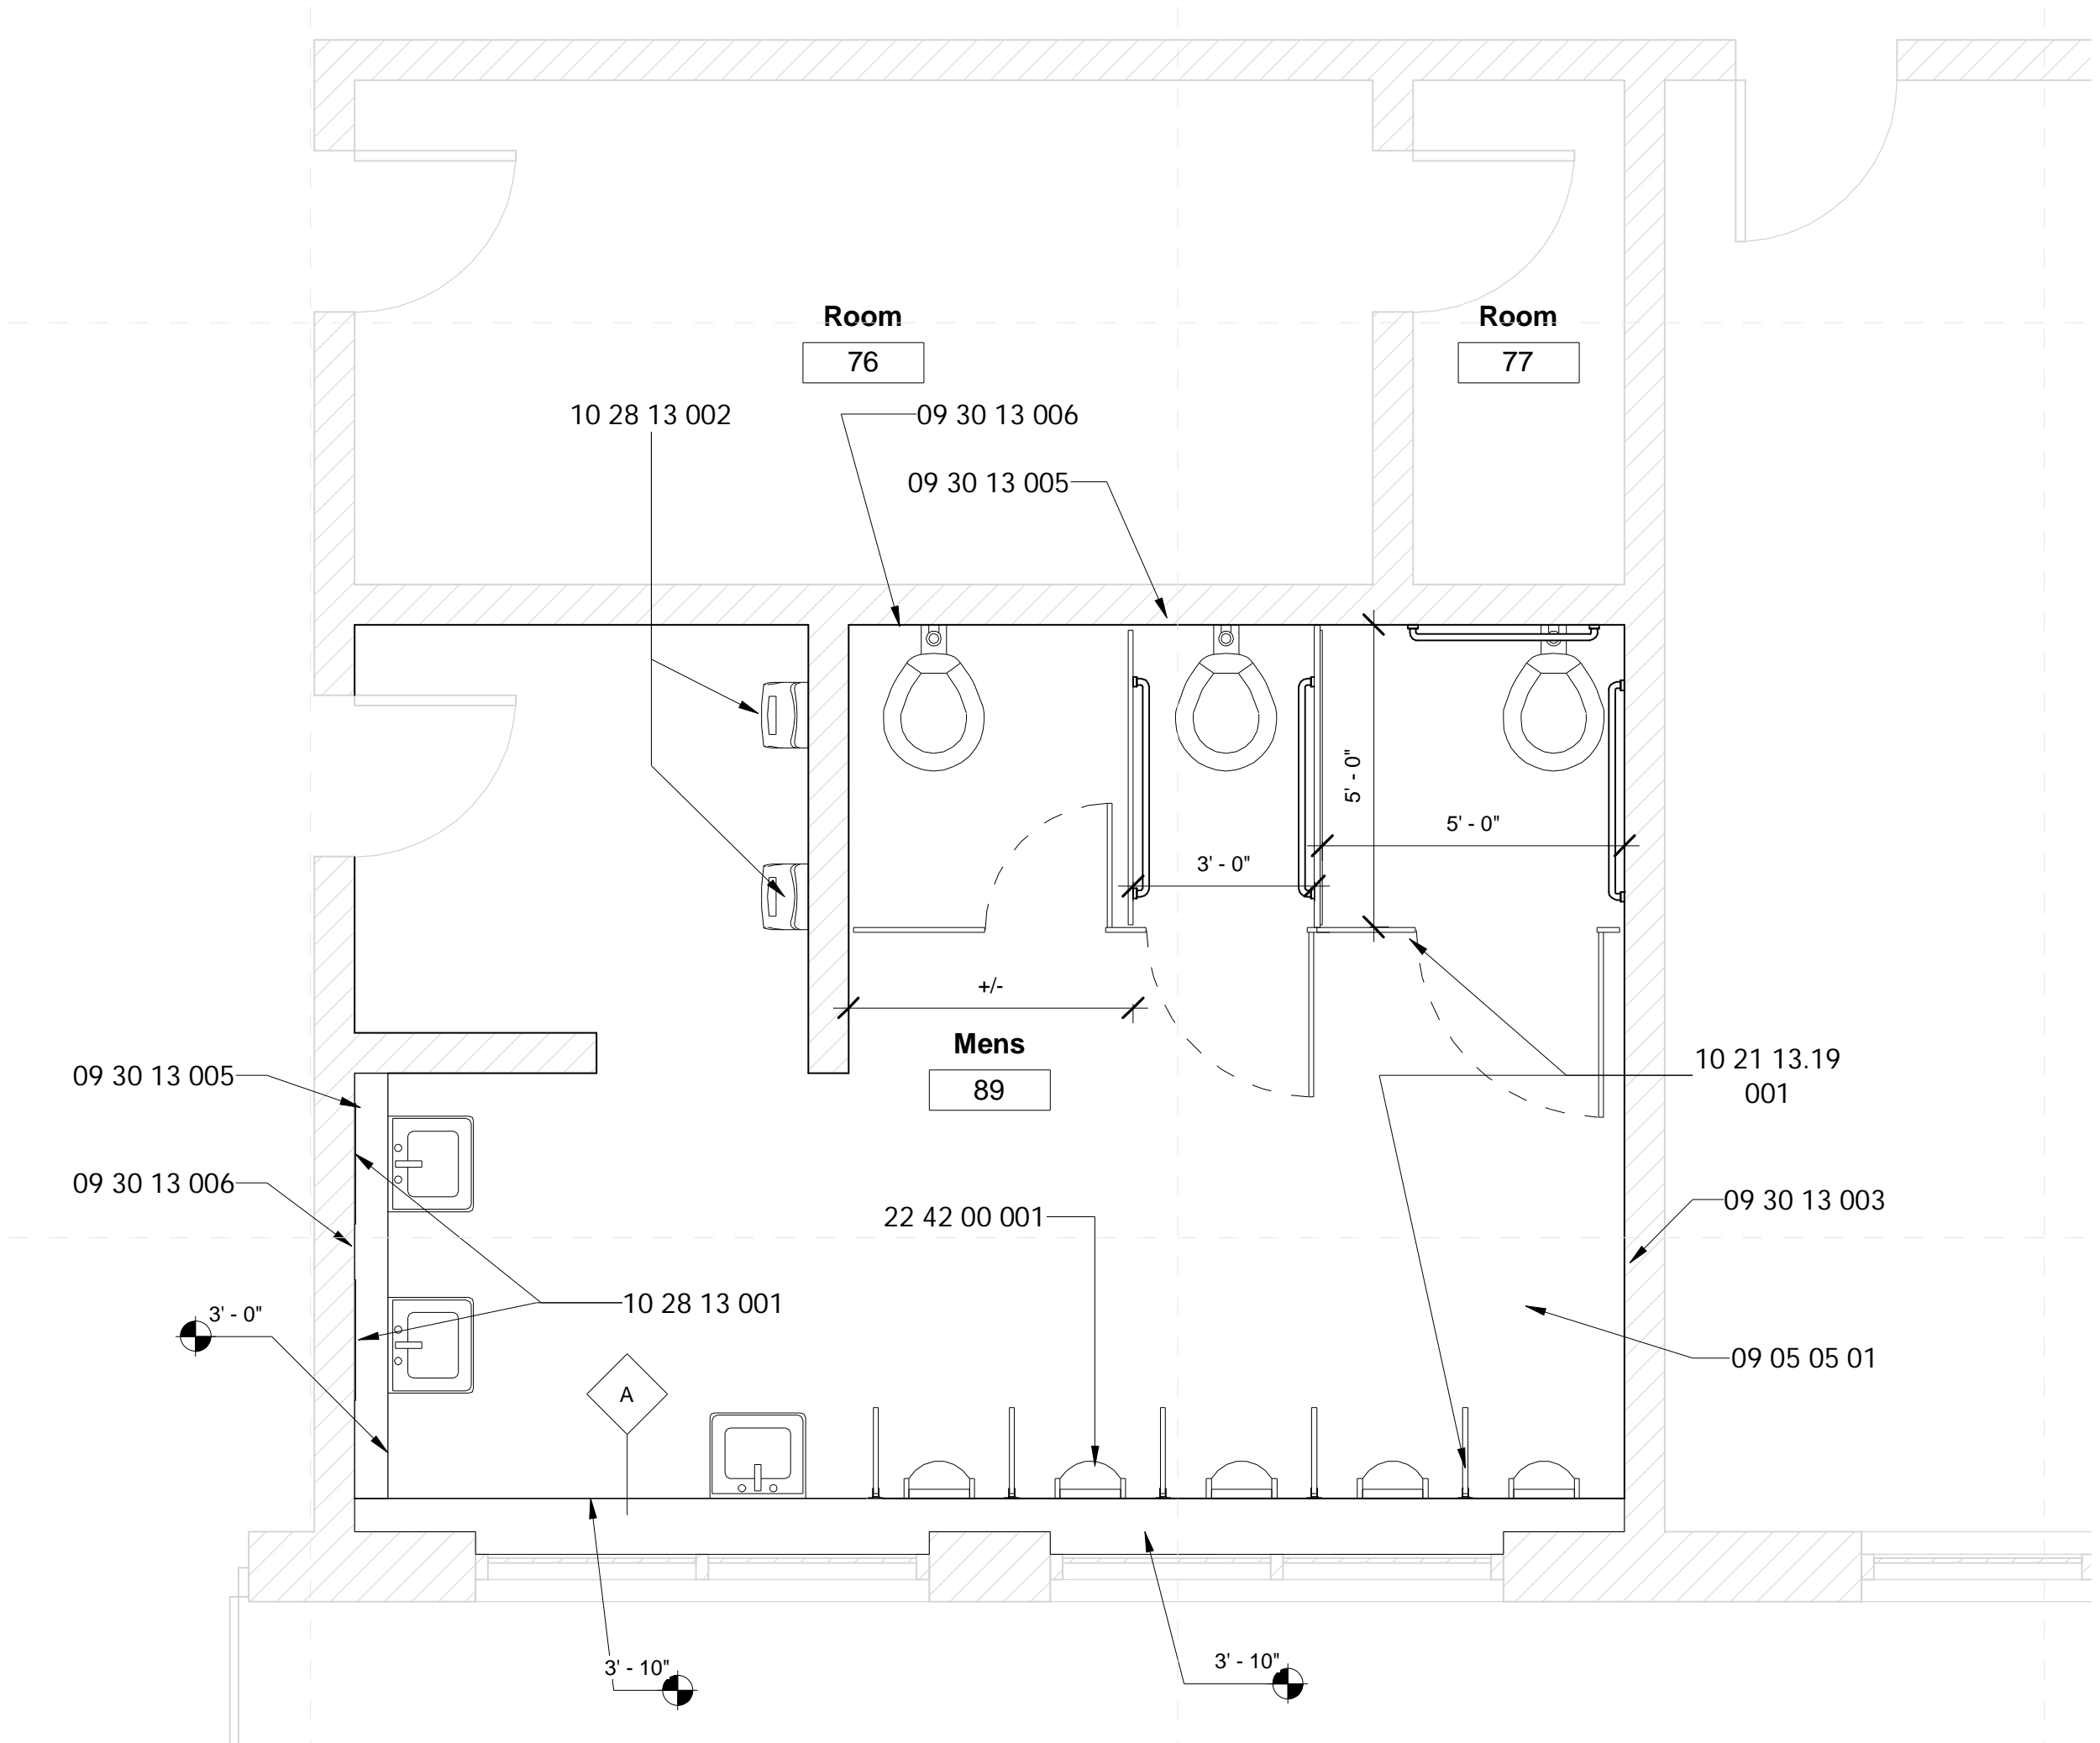 Room
76
Room
77
10 28 13 002
09 30 13 006
09 30 13 005
5' - 0"
5' - 0"
3' - 0"
+/-
Mens
89
09 30 13 005
10 21 13.19
001
09 30 13 006
09 30 13 003
22 42 00 001
10 28 13 001
3' - 0"
09 05 05 01
A
3' - 10"
3' - 10"